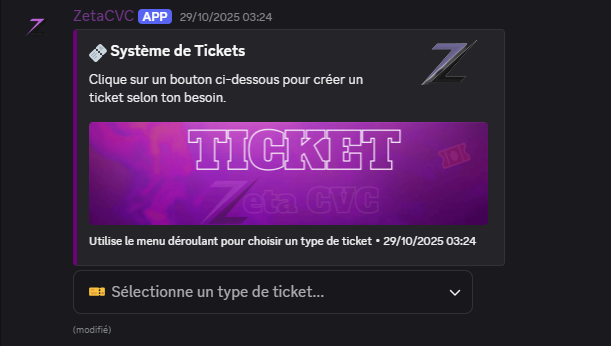 ZetaCVC APP 29/10/2025 03:24
Système de Tickets
Clique sur un bouton ci-dessous pour créer un
ticket selon ton besoin.
TICKET
Zeta CVC
Utilise le menu déroulant pour choisir un type de ticket • 29/10/2025 03:24
Sélectionne un type de ticket...
(modifié)